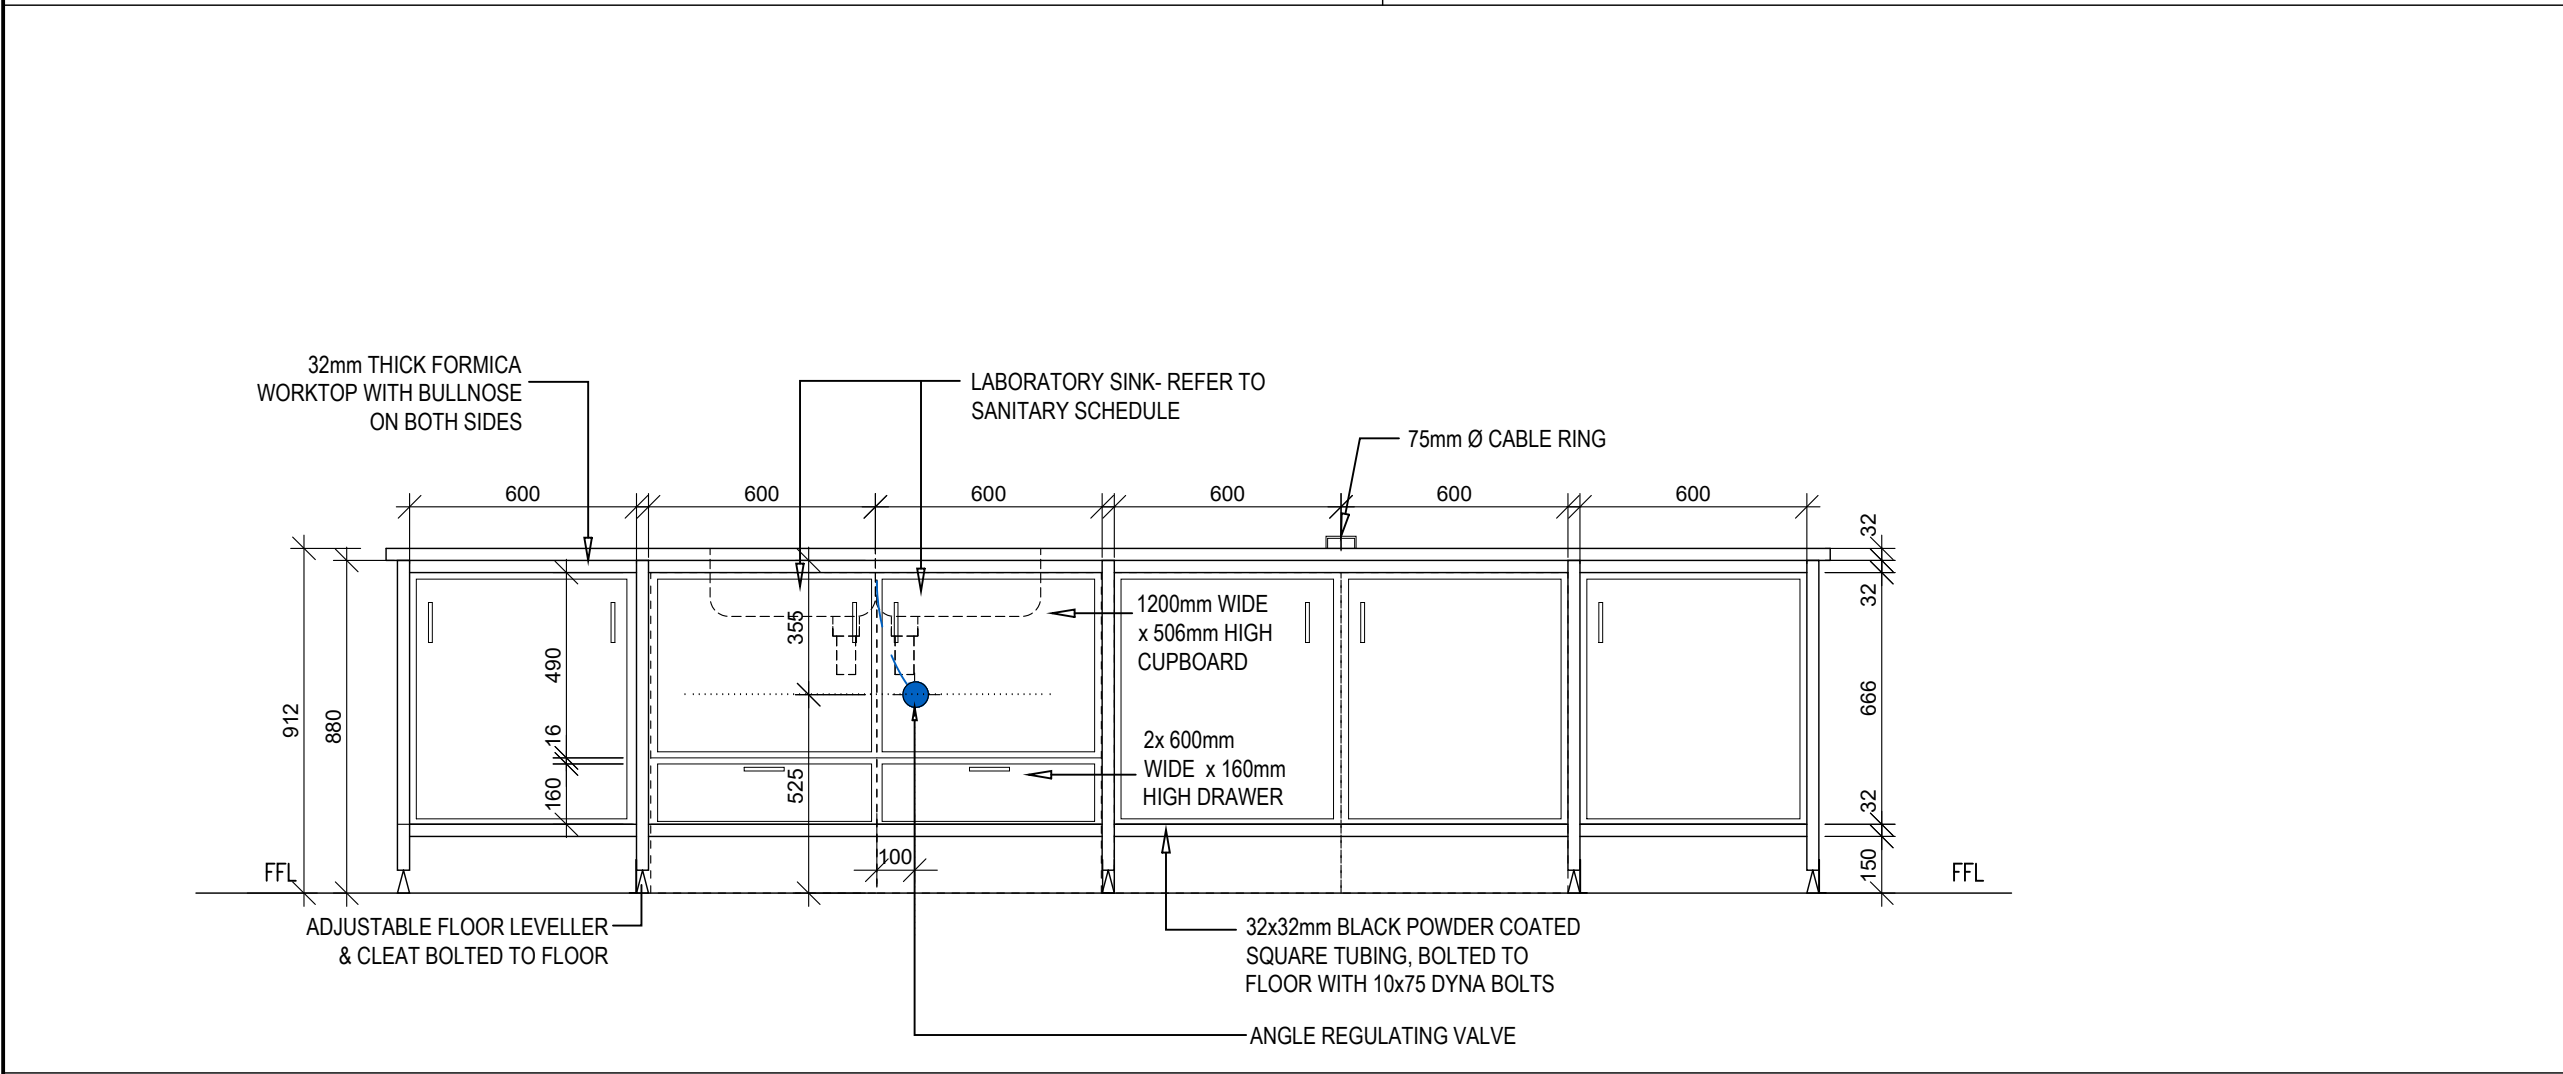 32mm THICK FORMICA
WORKTOP WITH BULLNOSE
ON BOTH SIDES
LABORATORY SINK- REFER TO
SANITARY SCHEDULE
75mm Ø CABLE RING
600
600
600
600
600
600
32
32
666
32
150
912
880
490
16
160
355
525
100
1200mm WIDE
x 506mm HIGH
CUPBOARD
2x 600mm
WIDE x 160mm
HIGH DRAWER
FFL
FFL
ADJUSTABLE FLOOR LEVELLER
& CLEAT BOLTED TO FLOOR
32x32mm BLACK POWDER COATED
SQUARE TUBING, BOLTED TO
FLOOR WITH 10x75 DYNA BOLTS
ANGLE REGULATING VALVE